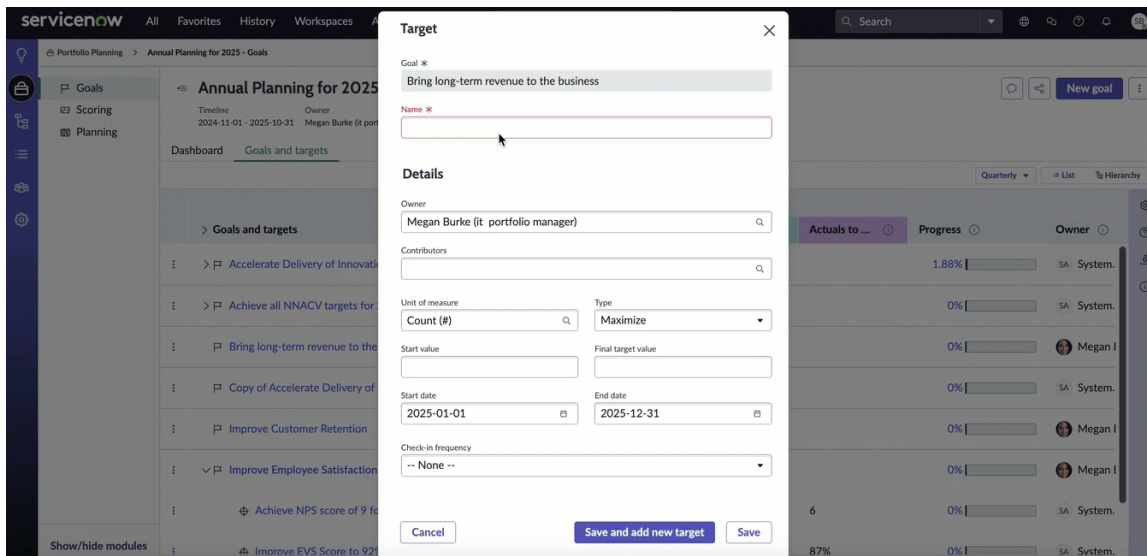 servicenow All Favorites History Workspaces A Search SB
Portfolio Planning > Annual Planning for 2025 - Goals
Goals
Scoring
Planning
Show/hide modules
Annual Planning for 2025
New goal
Timeline Owner
2024-11-01 - 2025-10-31 Megan Burke (it port
Dashboard Goals and targets
Quarterly List Hierarchy
Goals and targets Actuals to ... Progress Owner
Accelerate Delivery of Innovati 1.88% SA System.
Achieve all NNACV targets for 0% SA System.
Bring long-term revenue to the 0% Megan
Copy of Accelerate Delivery of 0% SA System.
Improve Customer Retention 0% Megan
Improve Employee Satisfaction 0% Megan
Achieve NPS score of 9 fo 6 0% SA System.
Improve EVS Score to 92% 87% 0% SA System.
Target
Goal *
Bring long-term revenue to the business
Name *
Details
Owner
Megan Burke (it portfolio manager)
Contributors
Unit of measure Type
Count (#) Maximize
Start value Final target value
Start date End date
2025-01-01 2025-12-31
Check-in frequency
-- None --
Cancel Save and add new target Save